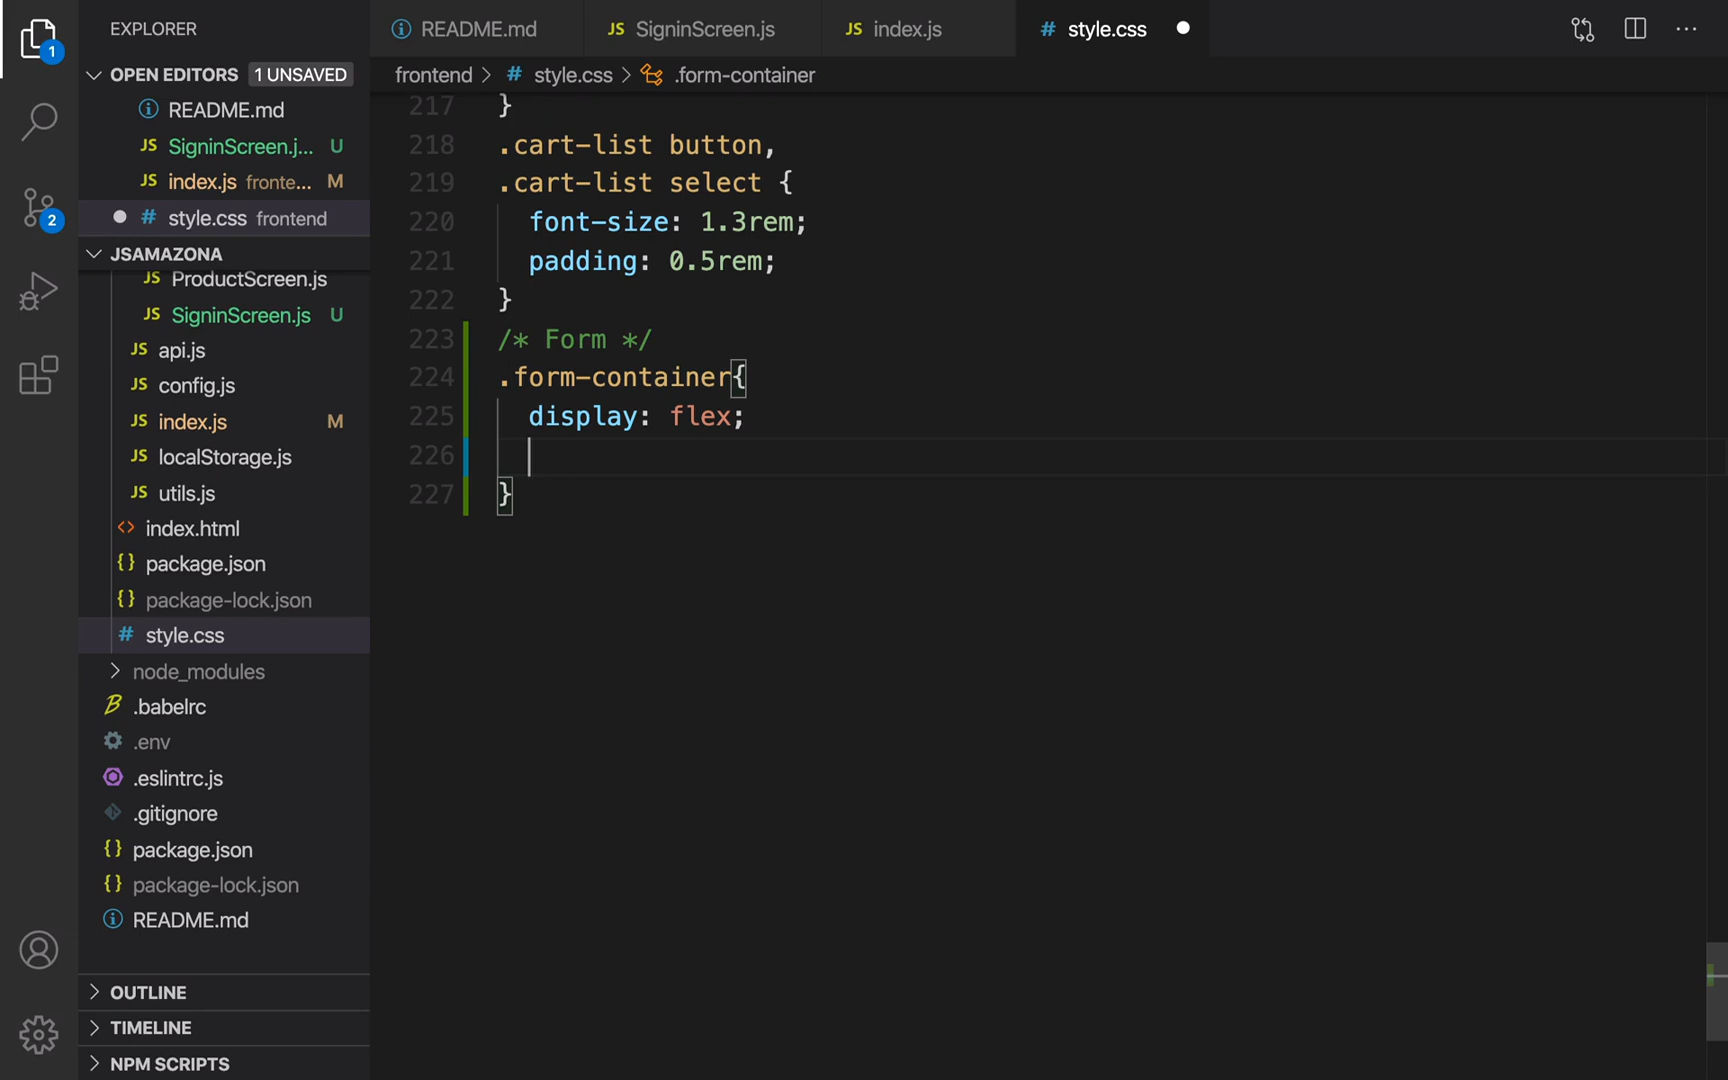 EXPLORER
1
OPEN EDITORS 1 UNSAVED
README.md
SigninScreen.j... U
index.js fronte... M
style.css frontend
2
JSAMAZONA
ProductScreen.js
SigninScreen.js U
api.js
config.js
index.js M
localStorage.js
utils.js
index.html
package.json
package-lock.json
style.css
node_modules
.babelrc
.env
.eslintrc.js
.gitignore
package.json
package-lock.json
README.md
OUTLINE
TIMELINE
NPM SCRIPTS
README.md JS SigninScreen.js JS index.js # style.css
frontend > # style.css > .form-container
217 }
218 .cart-list button,
219 .cart-list select {
220 font-size: 1.3rem;
221 padding: 0.5rem;
222 }
223 /* Form */
224 .form-container{
225 display: flex;
226
227 }